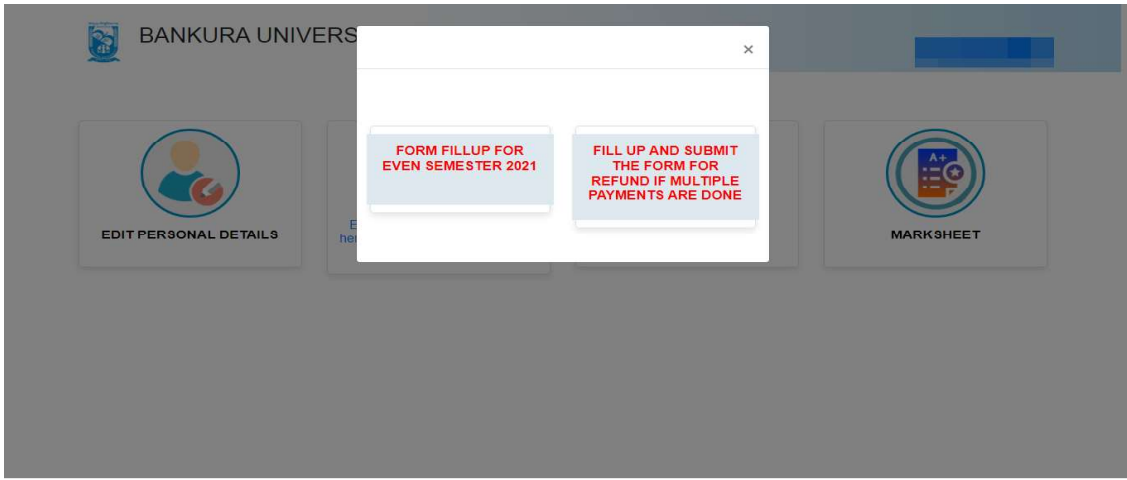 BANKURA UNIVERS
×
FORM FILLUP FOR
EVEN SEMESTER 2021
FILL UP AND SUBMIT
THE FORM FOR
REFUND IF MULTIPLE
PAYMENTS ARE DONE
EDIT PERSONAL DETAILS
E
her
A+
MARKSHEET